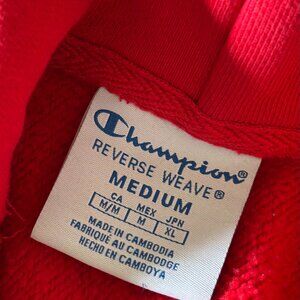 Champion®
REVERSE WEAVE®
MEDIUM
CA MEX JPN
M/M M XL
MADE IN CAMBODIA
FABRIQUÉ AU CAMBODGE
HECHO EN CAMBOYA